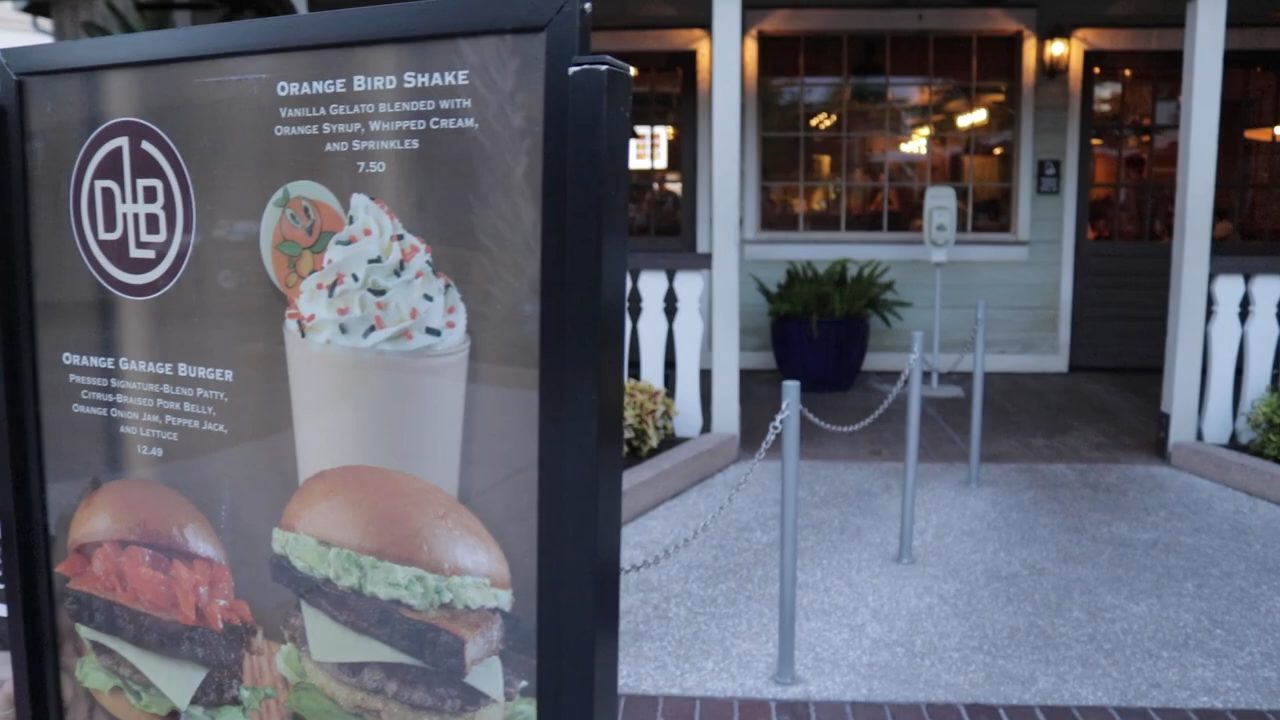 ORANGE BIRD SHAKE
VANILLA GELATO BLENDED WITH
ORANGE SYRUP, WHIPPED CREAM,
AND SPRINKLES
7.50
DLB
ORANGE GARAGE BURGER
PRESSED SIGNATURE-BLEND PATTY,
CITRUS-BRAISED PORK BELLY,
ORANGE ONION JAM, PEPPER JACK,
AND LETTUCE
12.49